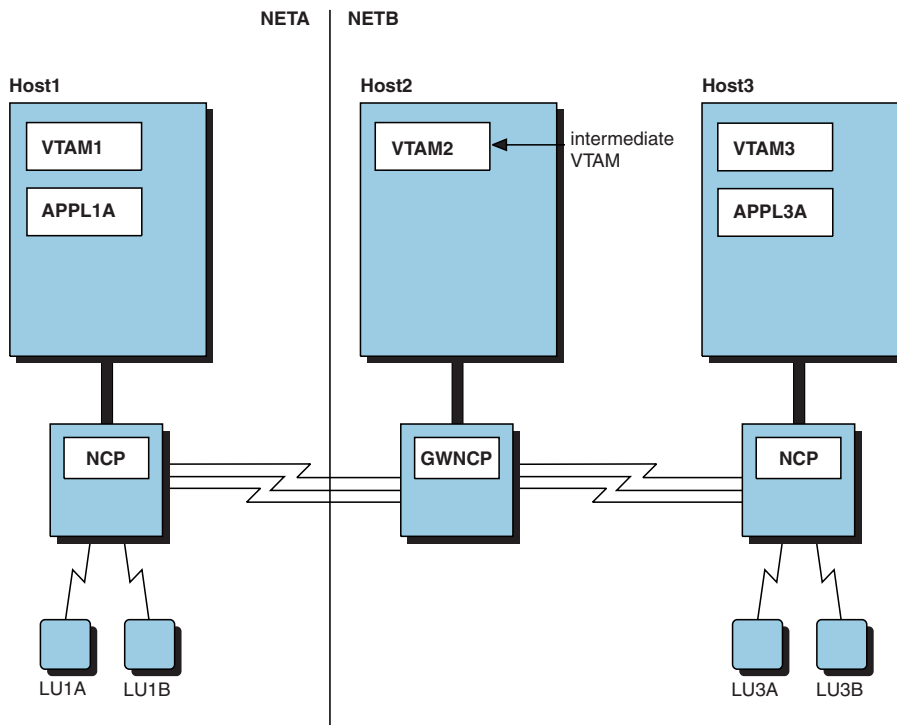 NETA
NETB
Host1
Host2
Host3
VTAM1
APPL1A
VTAM2
intermediate
VTAM
VTAM3
APPL3A
NCP
GWNCP
NCP
LU1A
LU1B
LU3A
LU3B